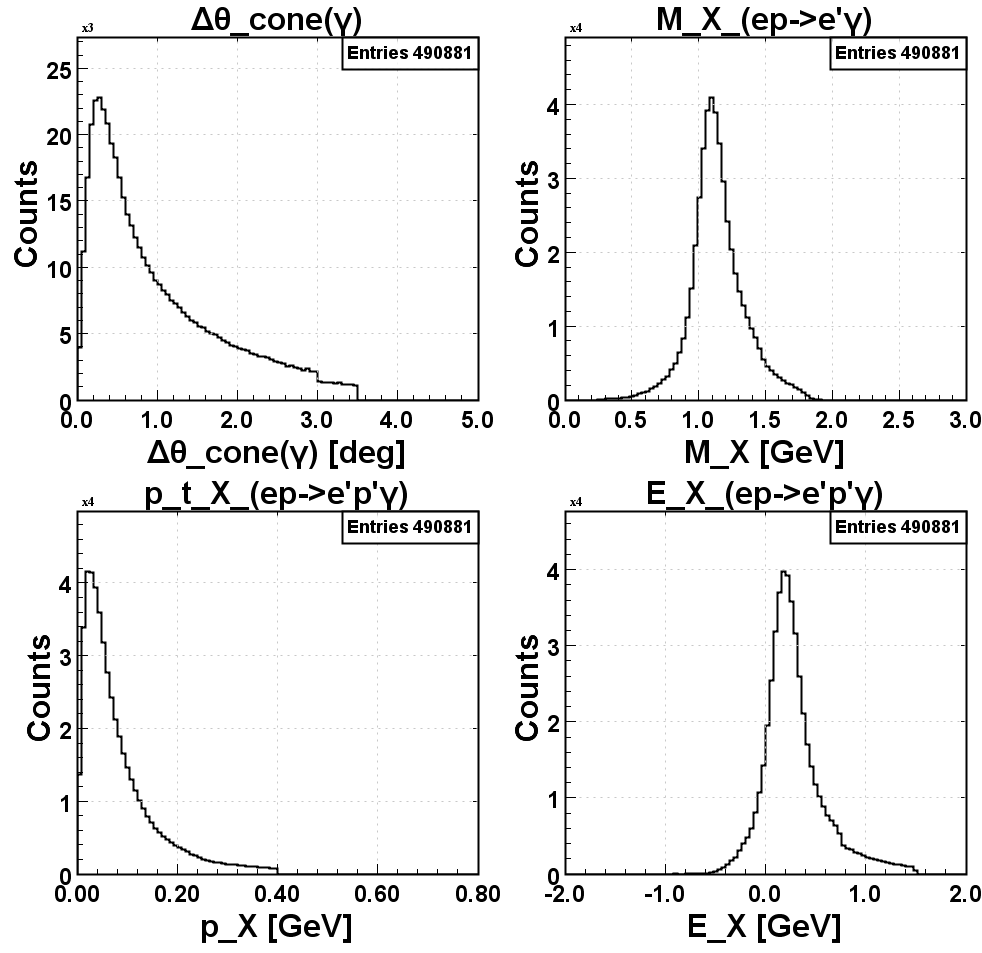 Δθ_cone(γ)
x3
Entries 490881
25
20
15
10
5
0
0.0 1.0 2.0 3.0 4.0 5.0
Counts
Δθ_cone(γ) [deg]
M_X_(ep->e'γ)
x4
Entries 490881
4
3
2
1
0
0.0 0.5 1.0 1.5 2.0 2.5 3.0
Counts
M_X [GeV]
p_t_X_(ep->e'p'γ)
x4
Entries 490881
4
3
2
1
0
0.00 0.20 0.40 0.60 0.80
Counts
p_X [GeV]
E_X_(ep->e'p'γ)
x4
Entries 490881
4
3
2
1
0
-2.0 -1.0 0.0 1.0 2.0
Counts
E_X [GeV]